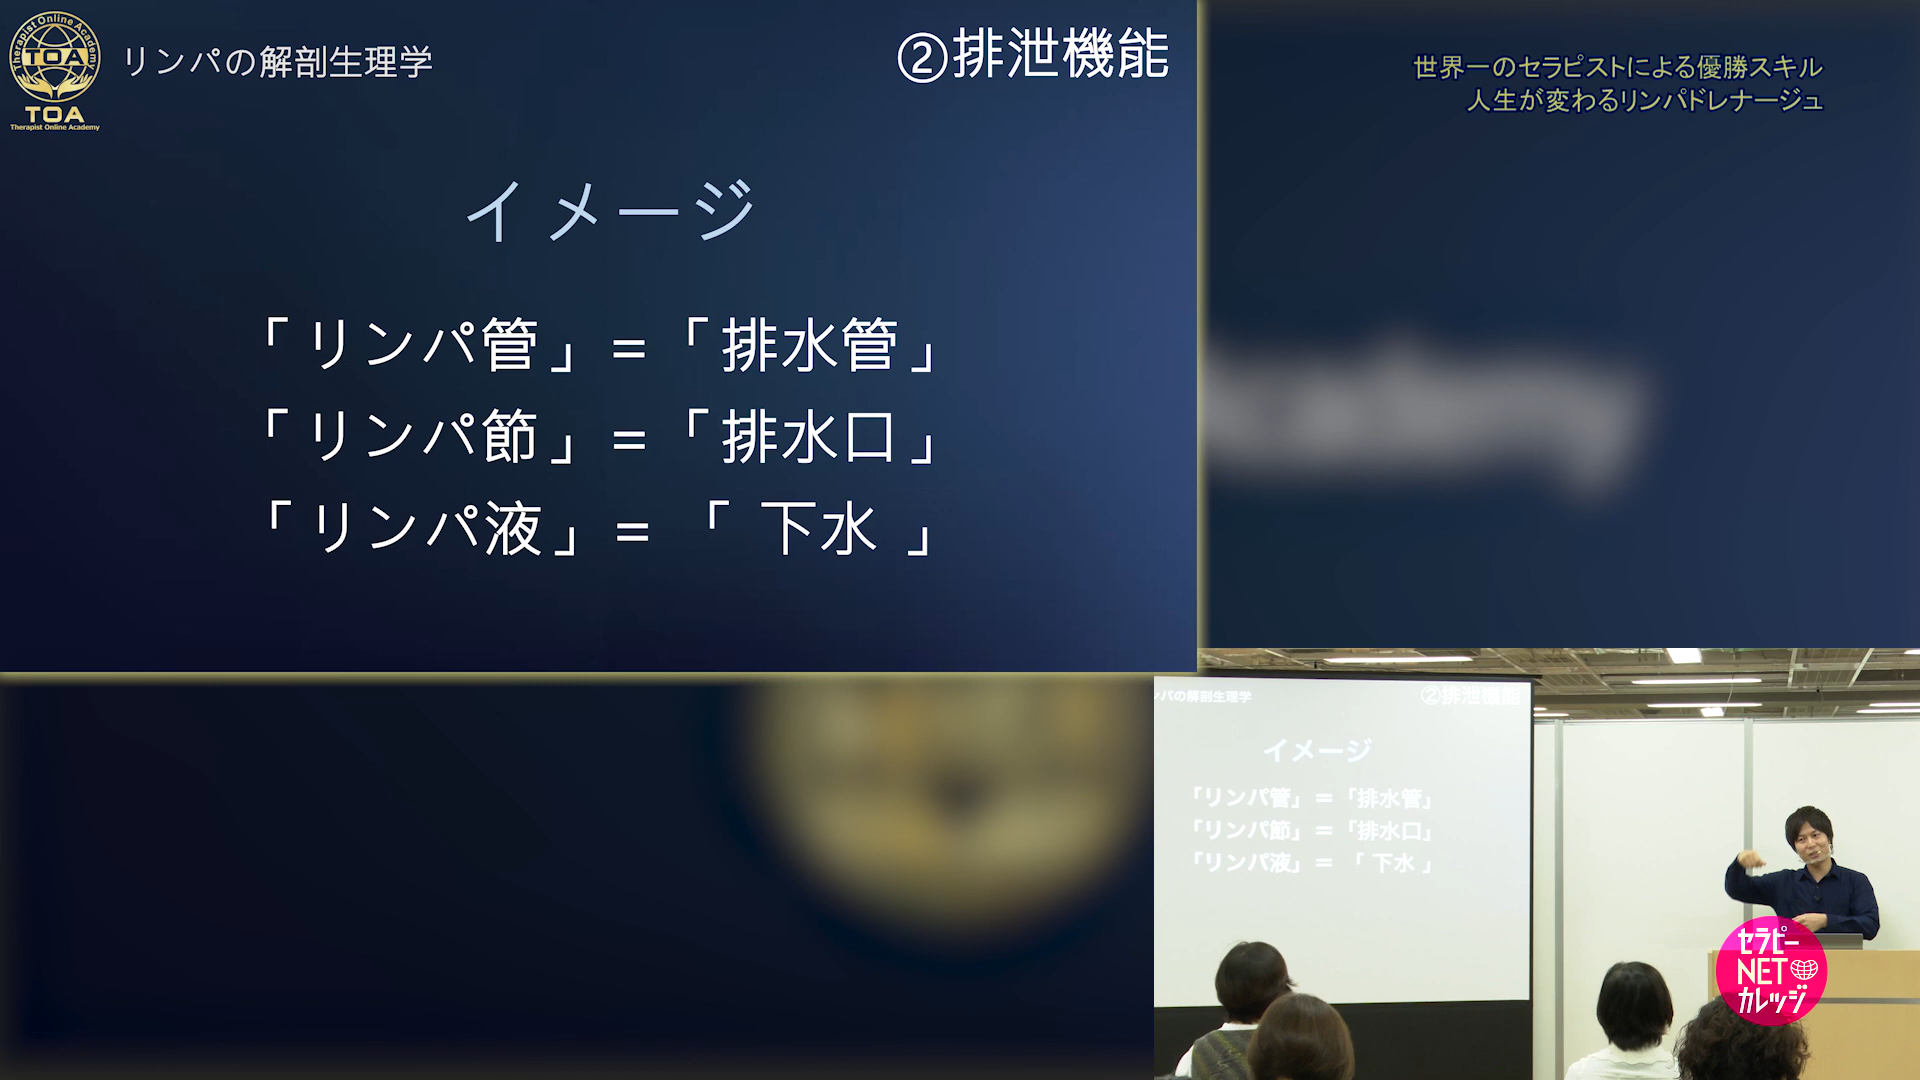 Therapist Online Academy
TOA
TOA
Therapist Online Academy
リンパの解剖生理学
②排泄機能
イメージ
「リンパ管」=「排水管」
「リンパ節」=「排水口」
「リンパ液」= 「 下水 」
世界一のセラピストによる優勝スキル
人生が変わるリンパドレナージュ
Academy
ンパの解剖生理学
②排泄機能
イメージ
「リンパ管」=「排水管」
「リンパ節」=「排水口」
「リンパ液」= 「 下水 」
セラピー
NET
カレッジ